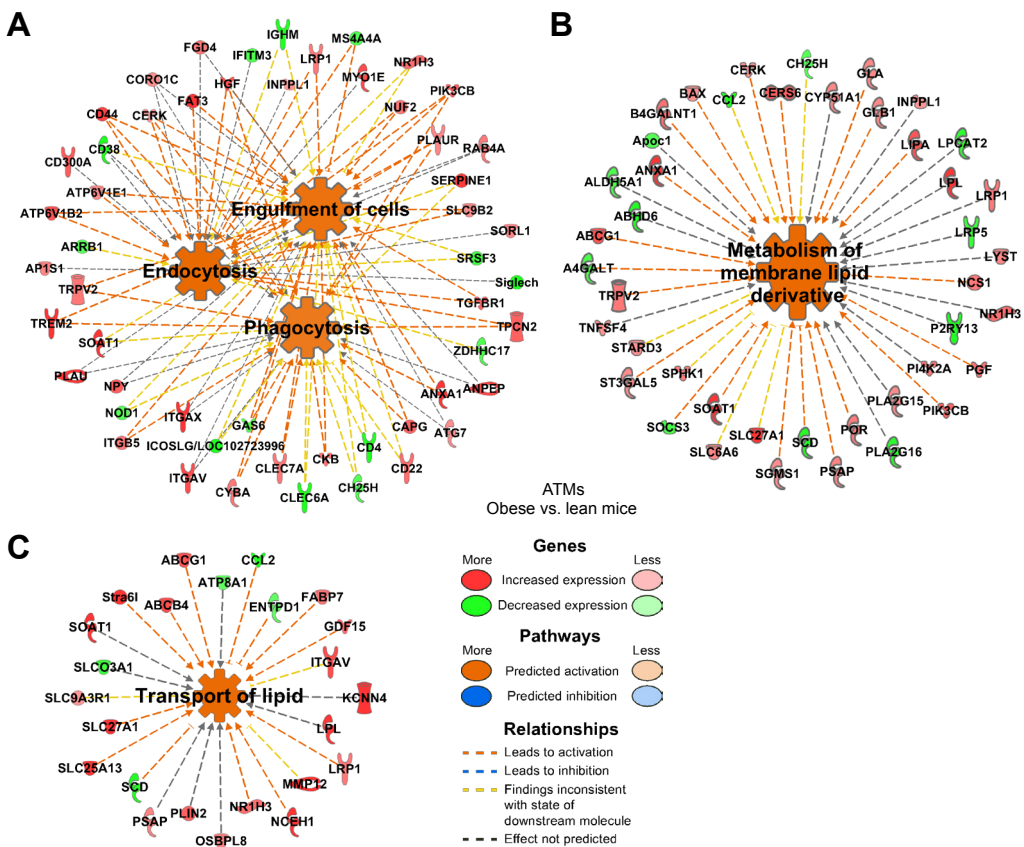 A
B
IGHM
MS4A4A
FGD4
IFITM3
LRP1
NR1H3
CORO1C
HGF
INPPL1
MYO1E
PIK3CB
FAT3
CD44
CERK
NUF2
PLAUR
RAB4A
CD38
CD300A
SERPINE1
ATP6V1E1
Engulfment of cells
SLC9B2
ATP6V1B2
SORL1
ARRB1
SRSF3
AP1S1
Endocytosis
Siglech
TRPV2
TGFBR1
TREM2
Phagocytosis
TPCN2
SOAT1
ZDHHC17
PLAU
NPY
ANXA1
ANPEP
NOD1
ITGAX
GAS6
CAPG
ATG7
ITGB5
ICOSLG/LOC102723996
CD4
ITGAV
CLEC7A
CKB
CD22
CYBA
CLEC6A
CH25H
CERK
CH25H
GLA
BAX
CCL2
CERS6
CYP51A1
INPPL1
B4GALNT1
GLB1
Apoc1
LIPA
LPCAT2
ANXA1
ALDH5A1
LPL
LRP1
ABHD6
LRP5
ABCG1
Metabolism of
membrane lipid
derivative
LYST
A4GALT
TRPV2
NCS1
TNFSF4
NR1H3
P2RY13
STARD3
SPHK1
PI4K2A
PGF
ST3GAL5
PLA2G15
SOAT1
PIK3CB
SOCS3
SLC27A1
POR
SLC6A6
SCD
PLA2G16
SGMS1
PSAP
ATMs
Obese vs. lean mice
C
ABCG1
CCL2
ATP8A1
Stra6l
ABCB4
ENTPD1
FABP7
SOAT1
GDF15
SLCO3A1
ITGAV
SLC9A3R1
Transport of lipid
KCNN4
SLC27A1
LPL
SLC25A13
LRP1
SCD
MMP12
PSAP
PLIN2
NR1H3
NCEH1
OSBPL8
Genes
More
Less
Increased expression
Decreased expression
Pathways
More
Less
Predicted activation
Predicted inhibition
Relationships
Leads to activation
Leads to inhibition
Findings inconsistent
with state of
downstream molecule
Effect not predicted